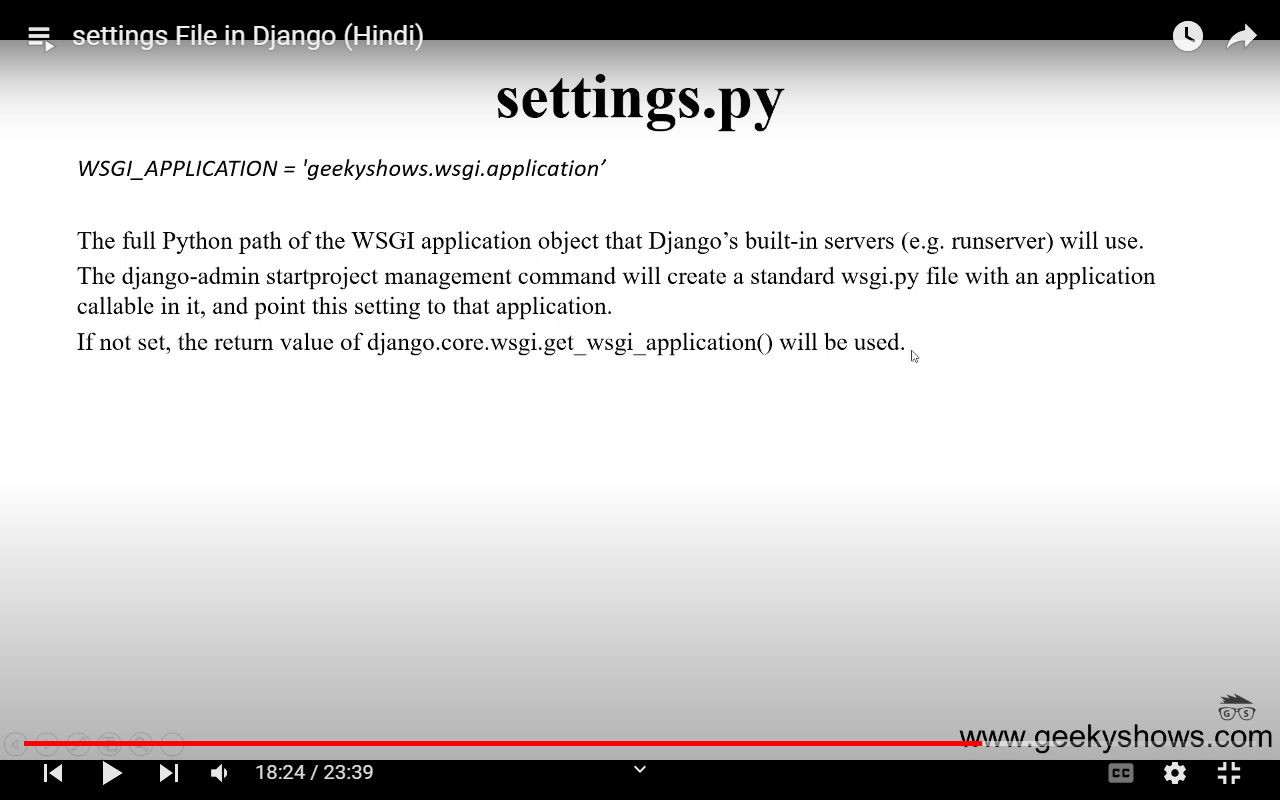 settings File in Django (Hindi)
settings.py
WSGI_APPLICATION = 'geekyshows.wsgi.application’
The full Python path of the WSGI application object that Django’s built-in servers (e.g. runserver) will use.
The django-admin startproject management command will create a standard wsgi.py file with an application
callable in it, and point this setting to that application.
If not set, the return value of django.core.wsgi.get_wsgi_application() will be used.
G S
www.geekyshows.com
18:24 / 23:39
CC